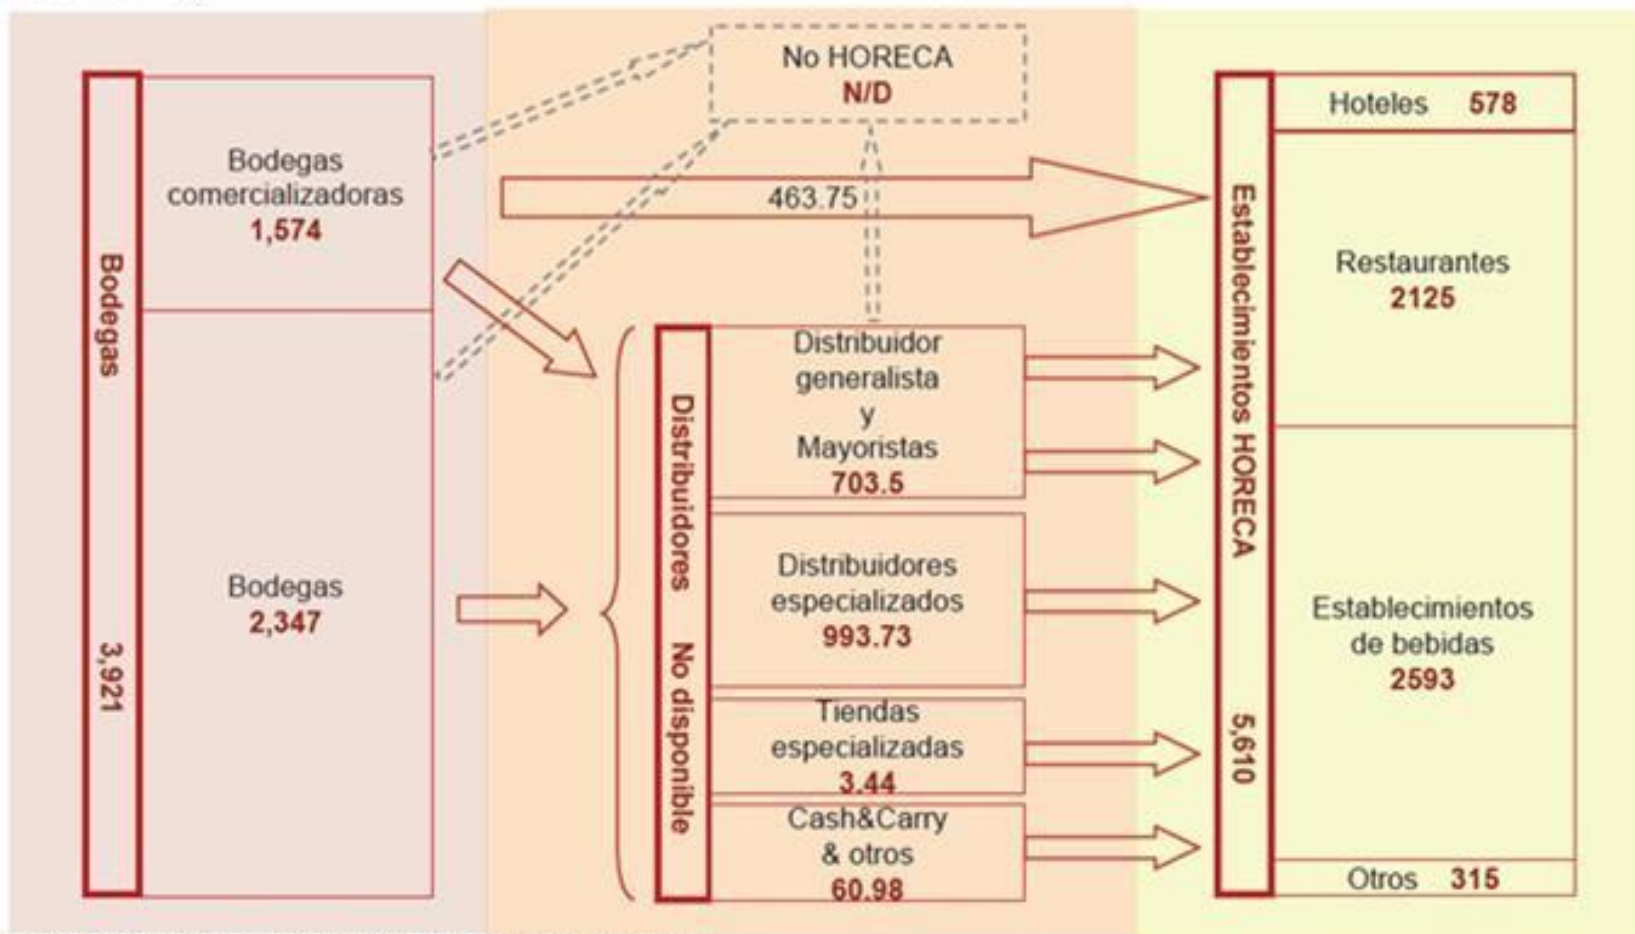 Bodegas 3,921
Bodegas
comercializadoras
1,574
Bodegas
2,347
No HORECA
N/D
463.75
Distribuidores No disponible
Distribuidor
generalista
y
Mayoristas
703.5
Distribuidores
especializados
993.73
Tiendas
especializadas
3.44
Cash&Carry
& otros
60.98
Establecimientos HORECA 5,610
Hoteles 578
Restaurantes
2125
Establecimientos
de bebidas
2593
Otros 315